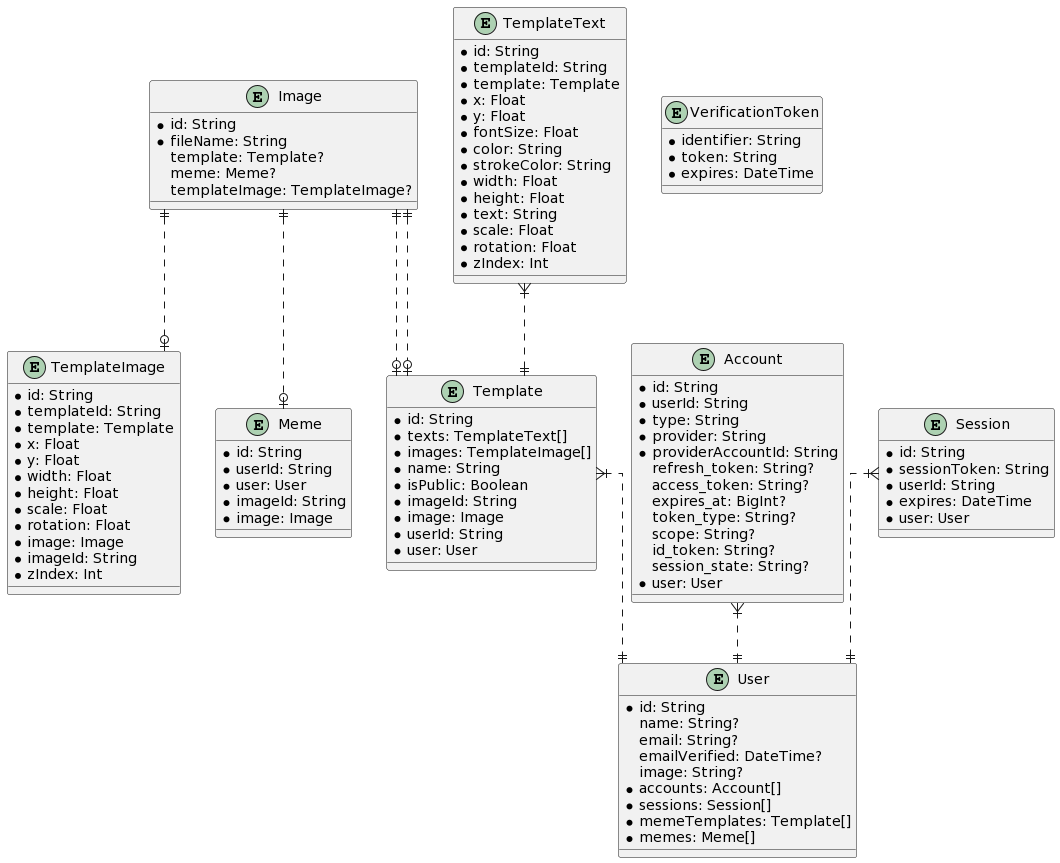 E TemplateText
id: String
templateId: String
template: Template
x: Float
y: Float
fontSize: Float
color: String
strokeColor: String
width: Float
height: Float
text: String
scale: Float
rotation: Float
zIndex: Int
E Image
id: String
fileName: String
template: Template?
meme: Meme?
templateImage: TemplateImage?
E VerificationToken
identifier: String
token: String
expires: DateTime
E TemplateImage
id: String
templateId: String
template: Template
x: Float
y: Float
width: Float
height: Float
scale: Float
rotation: Float
image: Image
imageId: String
zIndex: Int
E Meme
id: String
userId: String
user: User
imageId: String
image: Image
E Template
id: String
texts: TemplateText[]
images: TemplateImage[]
name: String
isPublic: Boolean
imageId: String
image: Image
userId: String
user: User
E Account
id: String
userId: String
type: String
provider: String
providerAccountId: String
refresh_token: String?
access_token: String?
expires_at: BigInt?
token_type: String?
scope: String?
id_token: String?
session_state: String?
user: User
E Session
id: String
sessionToken: String
userId: String
expires: DateTime
user: User
E User
id: String
name: String?
email: String?
emailVerified: DateTime?
image: String?
accounts: Account[]
sessions: Session[]
memeTemplates: Template[]
memes: Meme[]